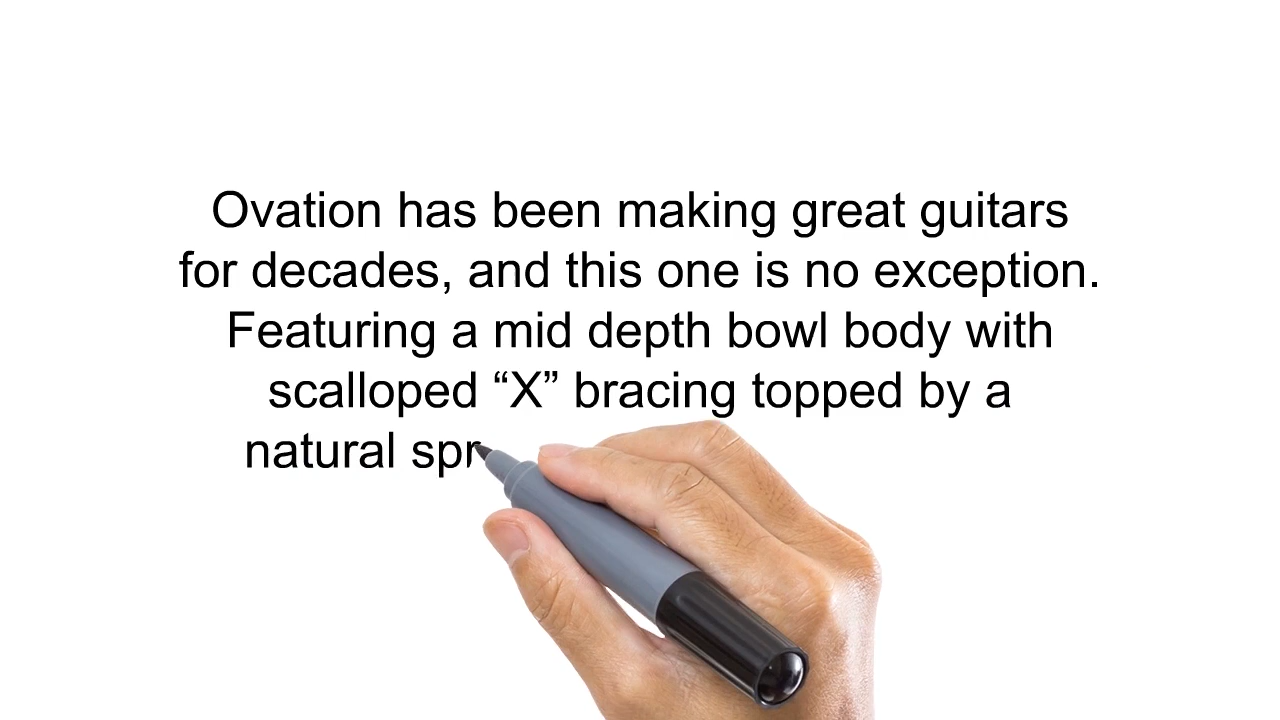 Ovation has been making great guitars
for decades, and this one is no exception.
Featuring a mid depth bowl body with
scalloped “X” bracing topped by a
natural spr